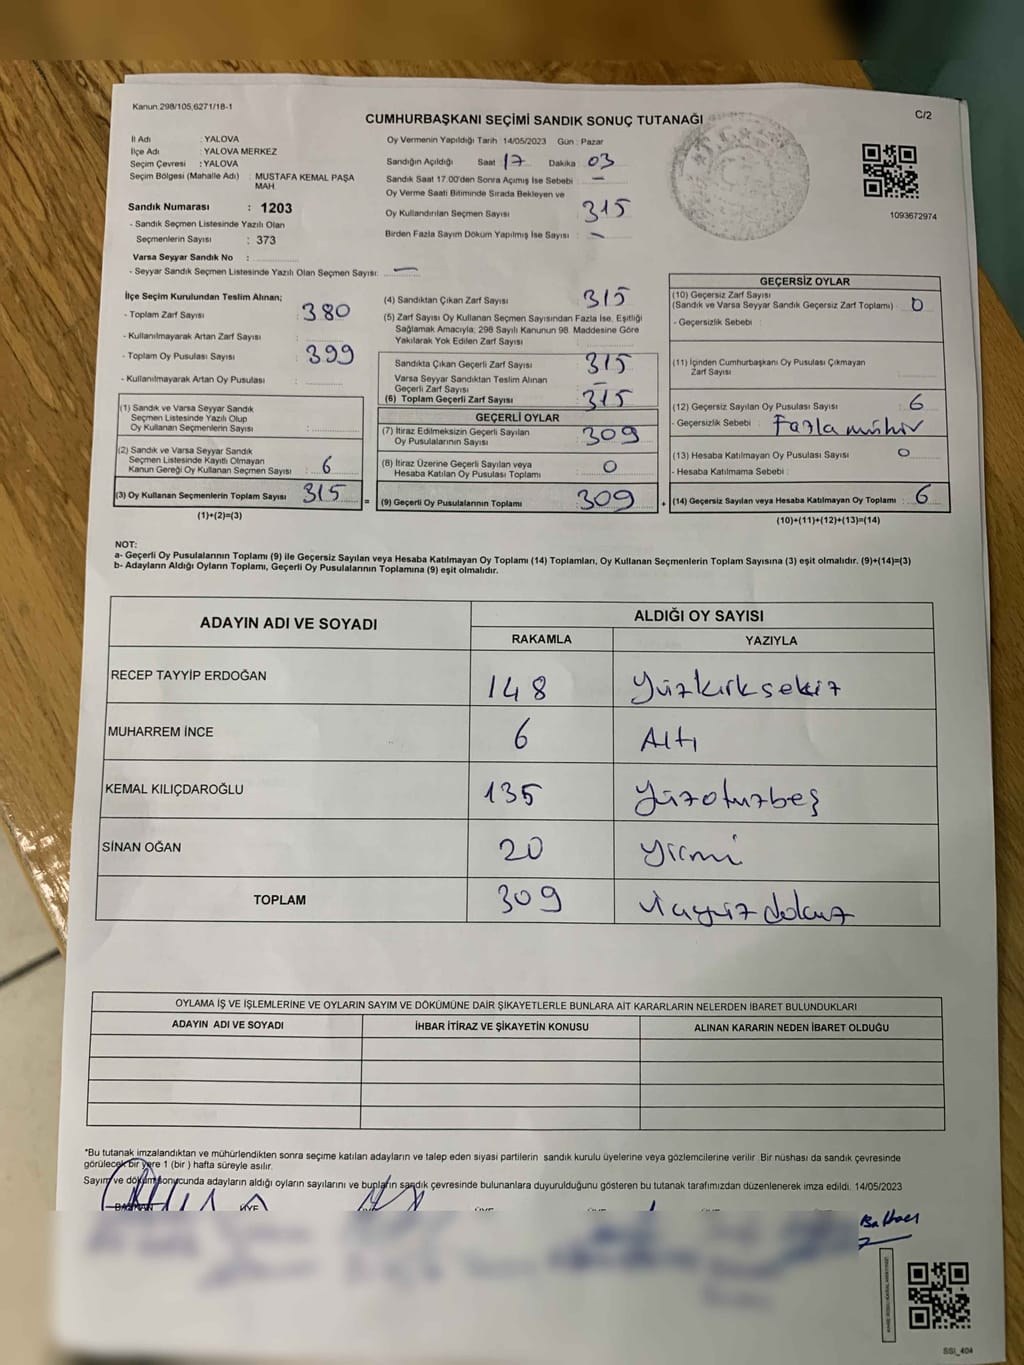 Kanun.298/105,6271/18-1
C/2
CUMHURBAŞKANI SEÇİMİ SANDIK SONUÇ TUTANAĞI
İl Adı : YALOVA
İlçe Adı : YALOVA MERKEZ
Seçim Çevresi : YALOVA
Seçim Bölgesi (Mahalle Adı) : MUSTAFA KEMAL PAŞA
MAH.
Sandık Numarası : 1203
- Sandık Seçmen Listesinde Yazılı Olan
Seçmenlerin Sayısı : 373
Varsa Seyyar Sandık No :
- Seyyar Sandık Seçmen Listesinde Yazılı Olan Seçmen Sayısı: —
Oy Vermenin Yapıldığı Tarih : 14/05/2023 Gün : Pazar
Sandığın Açıldığı Saat 17 Dakika 03
Sandık Saat 17.00'den Sonra Açılmış İse Sebebi : —
Oy Verme Saati Bitiminde Sırada Bekleyen ve
Oy Kullandırılan Seçmen Sayısı : 315
Birden Fazla Sayım Döküm Yapılmış İse Sayısı : —
1093672974
İlçe Seçim Kurulundan Teslim Alınan;
- Toplam Zarf Sayısı : 380
- Kullanılmayarak Artan Zarf Sayısı :
- Toplam Oy Pusulası Sayısı : 399
- Kullanılmayarak Artan Oy Pusulası :
(1) Sandık ve Varsa Seyyar Sandık
Seçmen Listesinde Yazılı Olup
Oy Kullanan Seçmenlerin Sayısı :
(2) Sandık ve Varsa Seyyar Sandık
Seçmen Listesinde Kayıtlı Olmayan
Kanun Gereği Oy Kullanan Seçmen Sayısı : 6
(3) Oy Kullanan Seçmenlerin Toplam Sayısı : 315 =
(1)+(2)=(3)
(4) Sandıktan Çıkan Zarf Sayısı : 315
(5) Zarf Sayısı Oy Kullanan Seçmen Sayısından Fazla İse, Eşitliği
Sağlamak Amacıyla; 298 Sayılı Kanunun 98. Maddesine Göre
Yakılarak Yok Edilen Zarf Sayısı :
Sandıkta Çıkan Geçerli Zarf Sayısı : 315
Varsa Seyyar Sandıktan Teslim Alınan
Geçerli Zarf Sayısı : —
(6) Toplam Geçerli Zarf Sayısı : 315
GEÇERLİ OYLAR
(7) İtiraz Edilmeksizin Geçerli Sayılan
Oy Pusulalarının Sayısı : 309
(8) İtiraz Üzerine Geçerli Sayılan veya
Hesaba Katılan Oy Pusulası Toplamı : 0
(9) Geçerli Oy Pusulalarının Toplamı : 309 +
GEÇERSİZ OYLAR
(10) Geçersiz Zarf Sayısı
(Sandık ve Varsa Seyyar Sandık Geçersiz Zarf Toplamı) : 0
- Geçersizlik Sebebi :
(11) İçinden Cumhurbaşkanı Oy Pusulası Çıkmayan
Zarf Sayısı :
(12) Geçersiz Sayılan Oy Pusulası Sayısı : 6
- Geçersizlik Sebebi : Fazla mühür
(13) Hesaba Katılmayan Oy Pusulası Sayısı : 0
- Hesaba Katılmama Sebebi :
(14) Geçersiz Sayılan veya Hesaba Katılmayan Oy Toplamı : 6
(10)+(11)+(12)+(13)=(14)
NOT:
a- Geçerli Oy Pusulalarının Toplamı (9) ile Geçersiz Sayılan veya Hesaba Katılmayan Oy Toplamı (14) Toplamları, Oy Kullanan Seçmenlerin Toplam Sayısına (3) eşit olmalıdır. (9)+(14)=(3)
b- Adayların Aldığı Oyların Toplamı, Geçerli Oy Pusulalarının Toplamına (9) eşit olmalıdır.
ADAYIN ADI VE SOYADI ALDIĞI OY SAYISI
RAKAMLA YAZIYLA
RECEP TAYYİP ERDOĞAN 148 Yüzkırksekiz
MUHARREM İNCE 6 Altı
KEMAL KILIÇDAROĞLU 135 Yüzotuzbeş
SİNAN OĞAN 20 Yirmi
TOPLAM 309 üçyüz dokuz
OYLAMA İŞ VE İŞLEMLERİNE VE OYLARIN SAYIM VE DÖKÜMÜNE DAİR ŞİKAYETLERLE BUNLARA AİT KARARLARIN NELERDEN İBARET BULUNDUKLARI
ADAYIN ADI VE SOYADI İHBAR İTİRAZ VE ŞİKAYETİN KONUSU ALINAN KARARIN NEDEN İBARET OLDUĞU
*Bu tutanak imzalandıktan ve mühürlendikten sonra seçime katılan adayların ve talep eden siyasi partilerin sandık kurulu üyelerine veya gözlemcilerine verilir. Bir nüshası da sandık çevresinde
görülecek bir yere 1 (bir ) hafta süreyle asılır.
Sayım ve döküm sonucunda adayların aldığı oyların sayılarını ve bunların sandık çevresinde bulunanlara duyurulduğunu gösteren bu tutanak tarafımızdan düzenlenerek imza edildi. 14/05/2023
BAŞKAN ÜYE
SSI_404